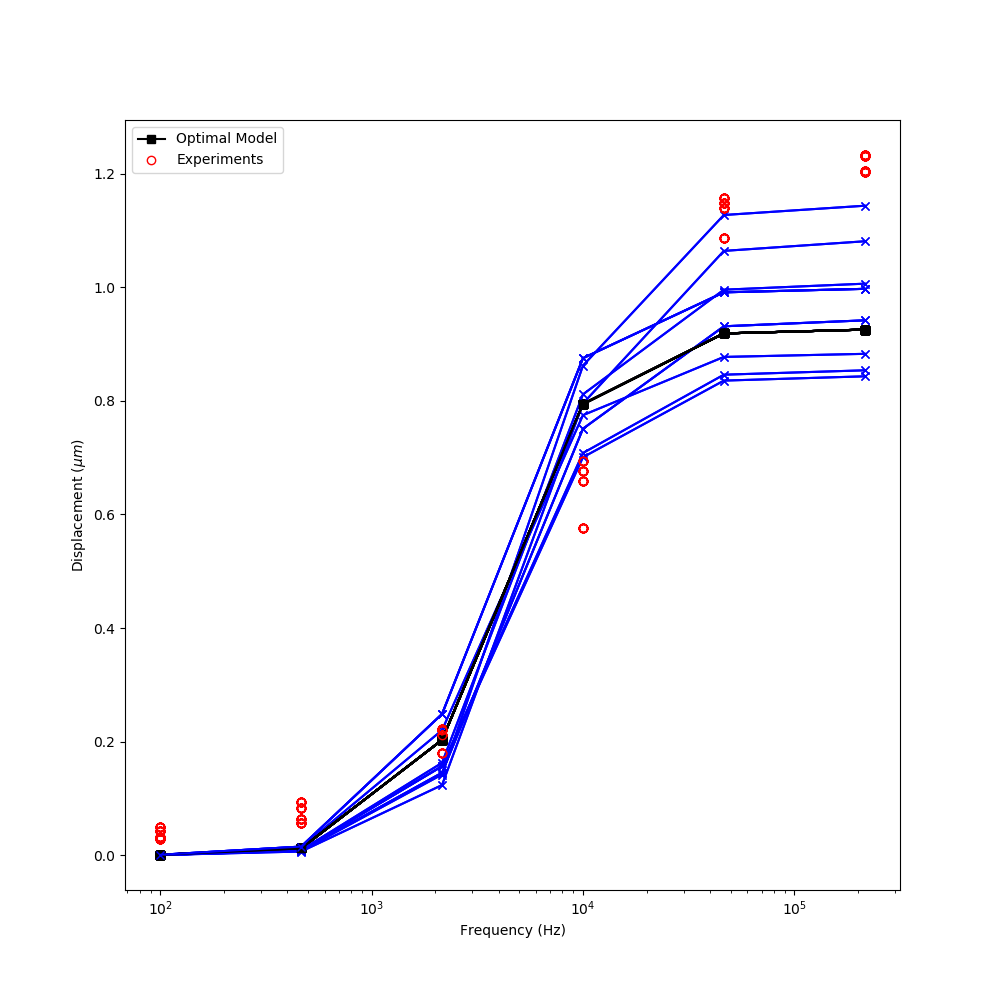 Optimal Model
Experiments
1.2
1.0
0.8
0.6
0.4
0.2
0.0
Displacement (μm)
10² 10³ 10⁴ 10⁵
Frequency (Hz)